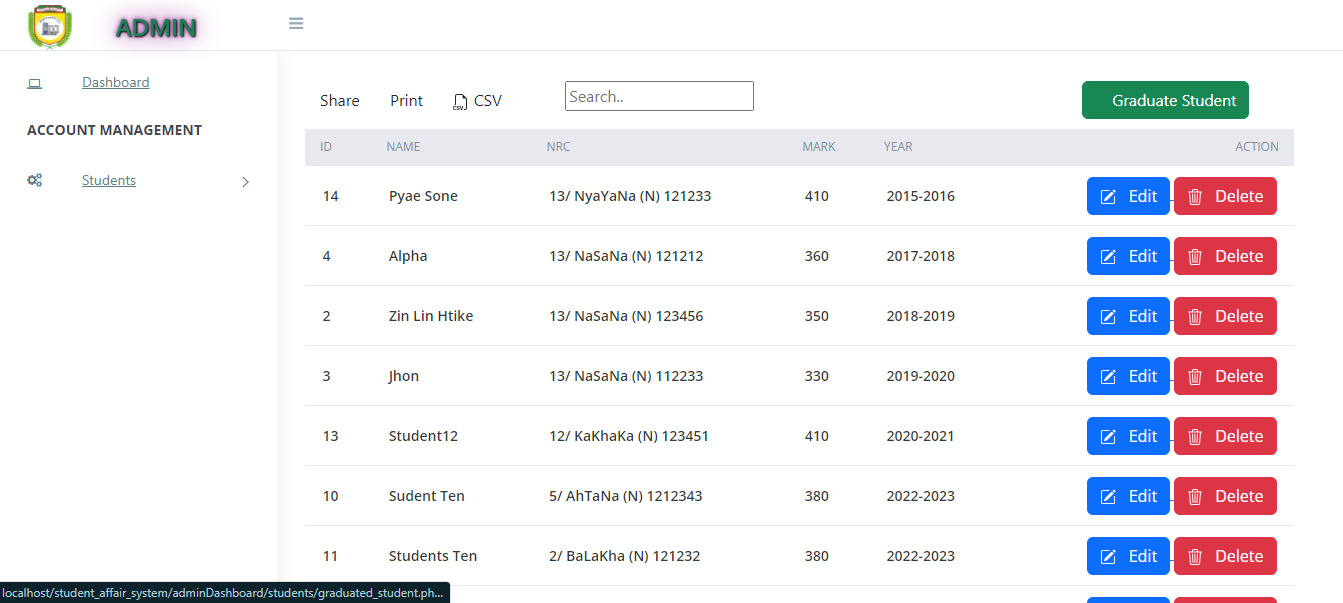 ADMIN
Dashboard
ACCOUNT MANAGEMENT
Students
Share Print CSV Search.. Graduate Student
ID NAME NRC MARK YEAR ACTION
14 Pyae Sone 13/ NyaYaNa (N) 121233 410 2015-2016 Edit Delete
4 Alpha 13/ NaSaNa (N) 121212 360 2017-2018 Edit Delete
2 Zin Lin Htike 13/ NaSaNa (N) 123456 350 2018-2019 Edit Delete
3 Jhon 13/ NaSaNa (N) 112233 330 2019-2020 Edit Delete
13 Student12 12/ KaKhaKa (N) 123451 410 2020-2021 Edit Delete
10 Sudent Ten 5/ AhTaNa (N) 1212343 380 2022-2023 Edit Delete
11 Students Ten 2/ BaLaKha (N) 121232 380 2022-2023 Edit Delete
localhost/student_affair_system/adminDashboard/students/graduated_student.ph...